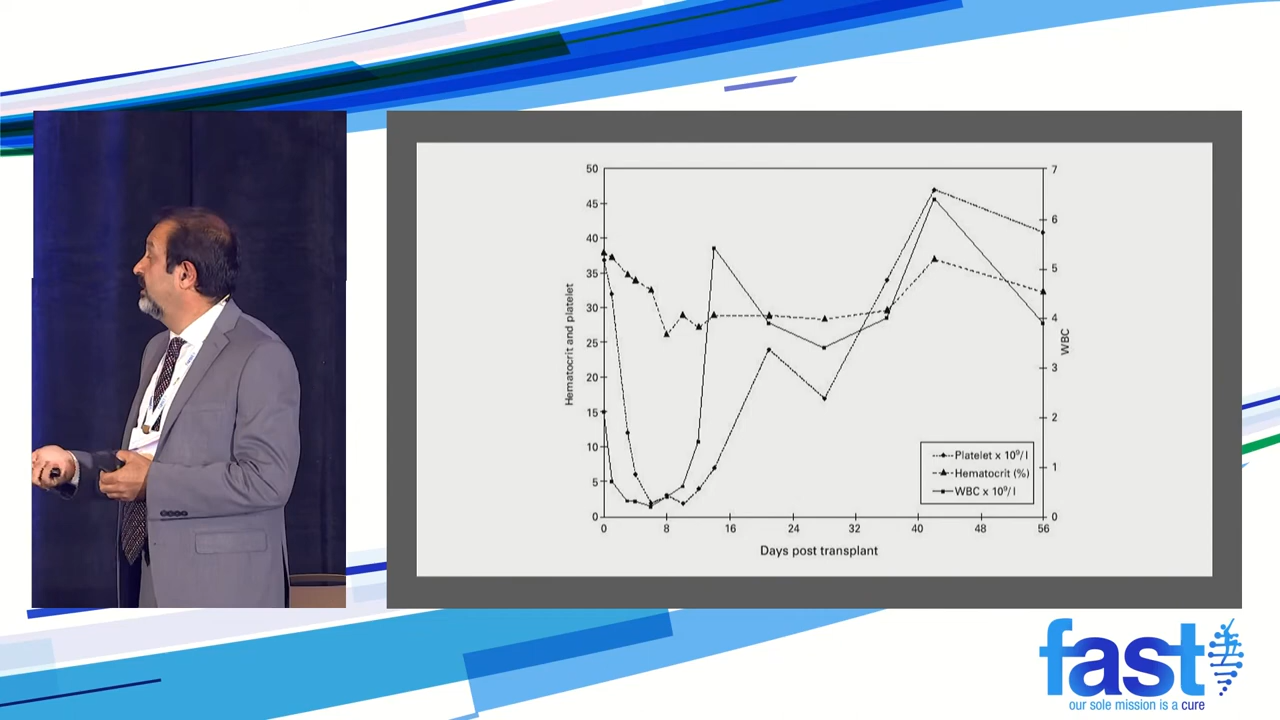 50
45
40
35
30
25
20
15
10
5
0
Hematocrit and platelet
7
6
5
4
3
2
1
0
WBC
0 8 16 24 32 40 48 56
Days post transplant
Platelet x 10⁹/l
Hematocrit (%)
WBC x 10⁹/l
fast
our sole mission is a cure